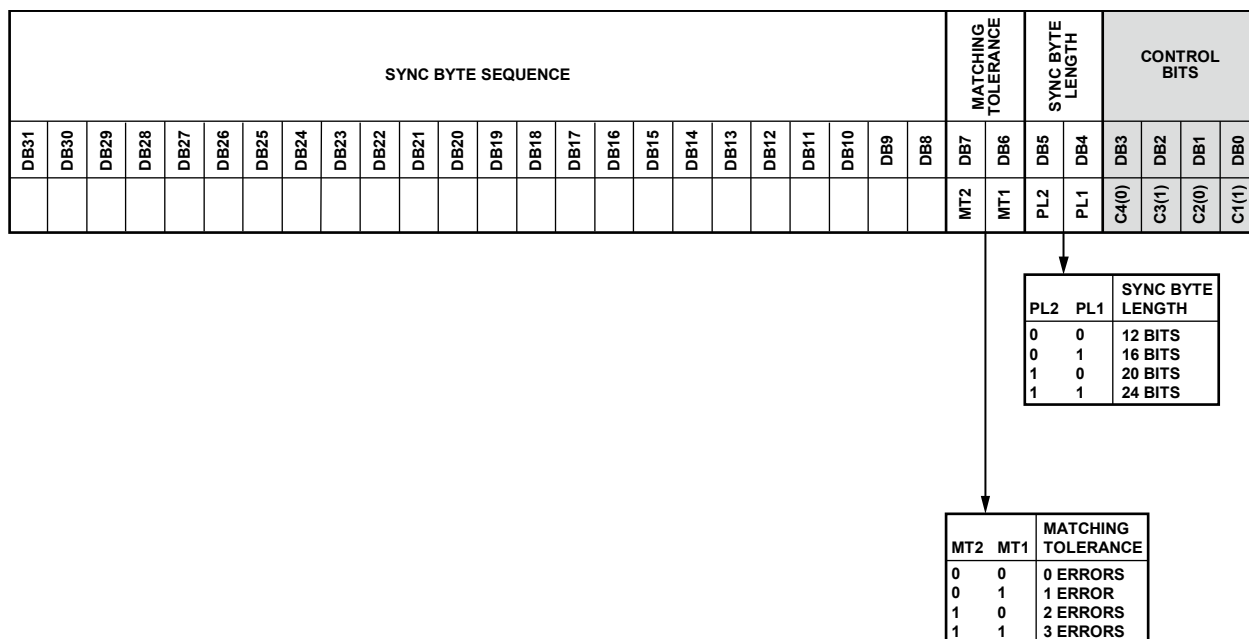 SYNC BYTE SEQUENCE
MATCHING
TOLERANCE
SYNC BYTE
LENGTH
CONTROL
BITS
DB31 DB30 DB29 DB28 DB27 DB26 DB25 DB24 DB23 DB22 DB21 DB20 DB19 DB18 DB17 DB16 DB15 DB14 DB13 DB12 DB11 DB10 DB9 DB8 DB7 DB6 DB5 DB4 DB3 DB2 DB1 DB0
MT2 MT1 PL2 PL1 C4(0) C3(1) C2(0) C1(1)
PL2 PL1 SYNC BYTE
LENGTH
0 0 12 BITS
0 1 16 BITS
1 0 20 BITS
1 1 24 BITS
MT2 MT1 MATCHING
TOLERANCE
0 0 0 ERRORS
0 1 1 ERROR
1 0 2 ERRORS
1 1 3 ERRORS